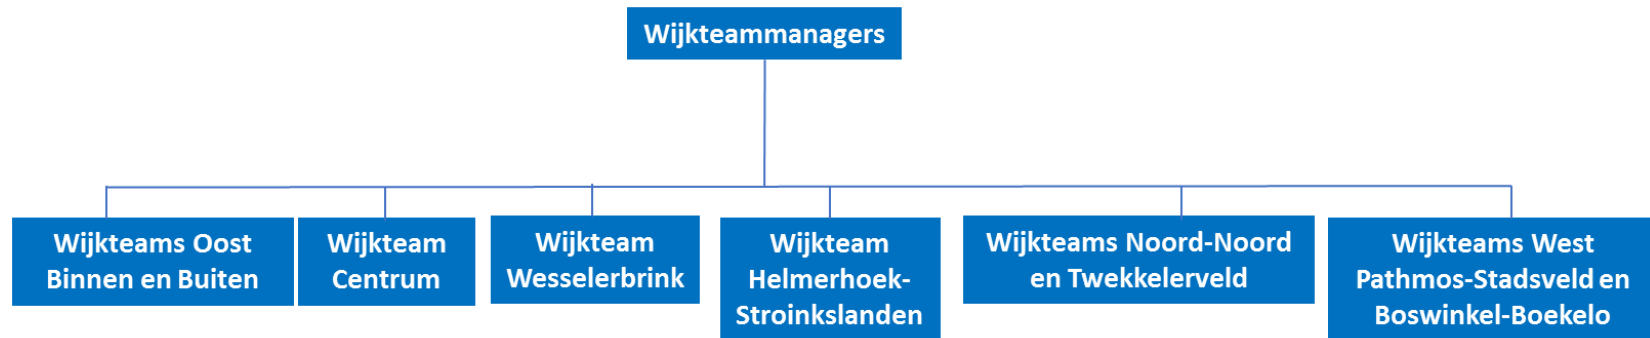 Wijkteammanagers
Wijkteams Oost
Binnen en Buiten
Wijkteam
Centrum
Wijkteam
Wesselerbrink
Wijkteam
Helmerhoek-
Stroinkslanden
Wijkteams Noord-Noord
en Twekkelerveld
Wijkteams West
Pathmos-Stadsveld en
Boswinkel-Boekelo